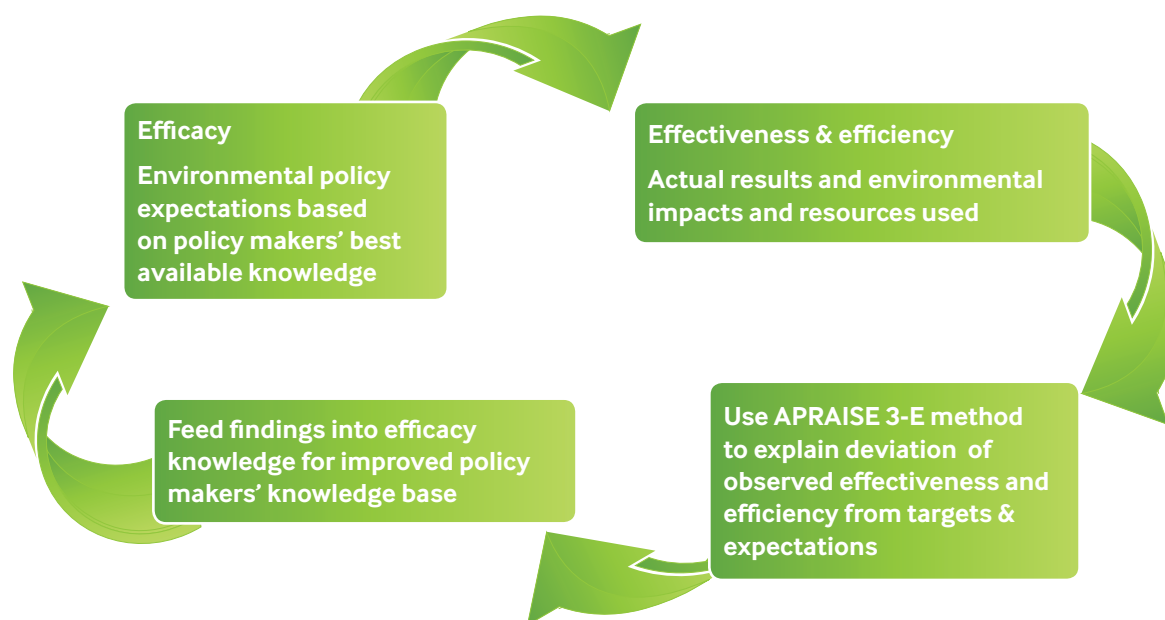 Efficacy
Environmental policy
expectations based
on policy makers’ best
available knowledge
Effectiveness & efficiency
Actual results and environmental
impacts and resources used
Use APRAISE 3-E method
to explain deviation of
observed effectiveness and
efficiency from targets &
expectations
Feed findings into efficacy
knowledge for improved policy
makers’ knowledge base